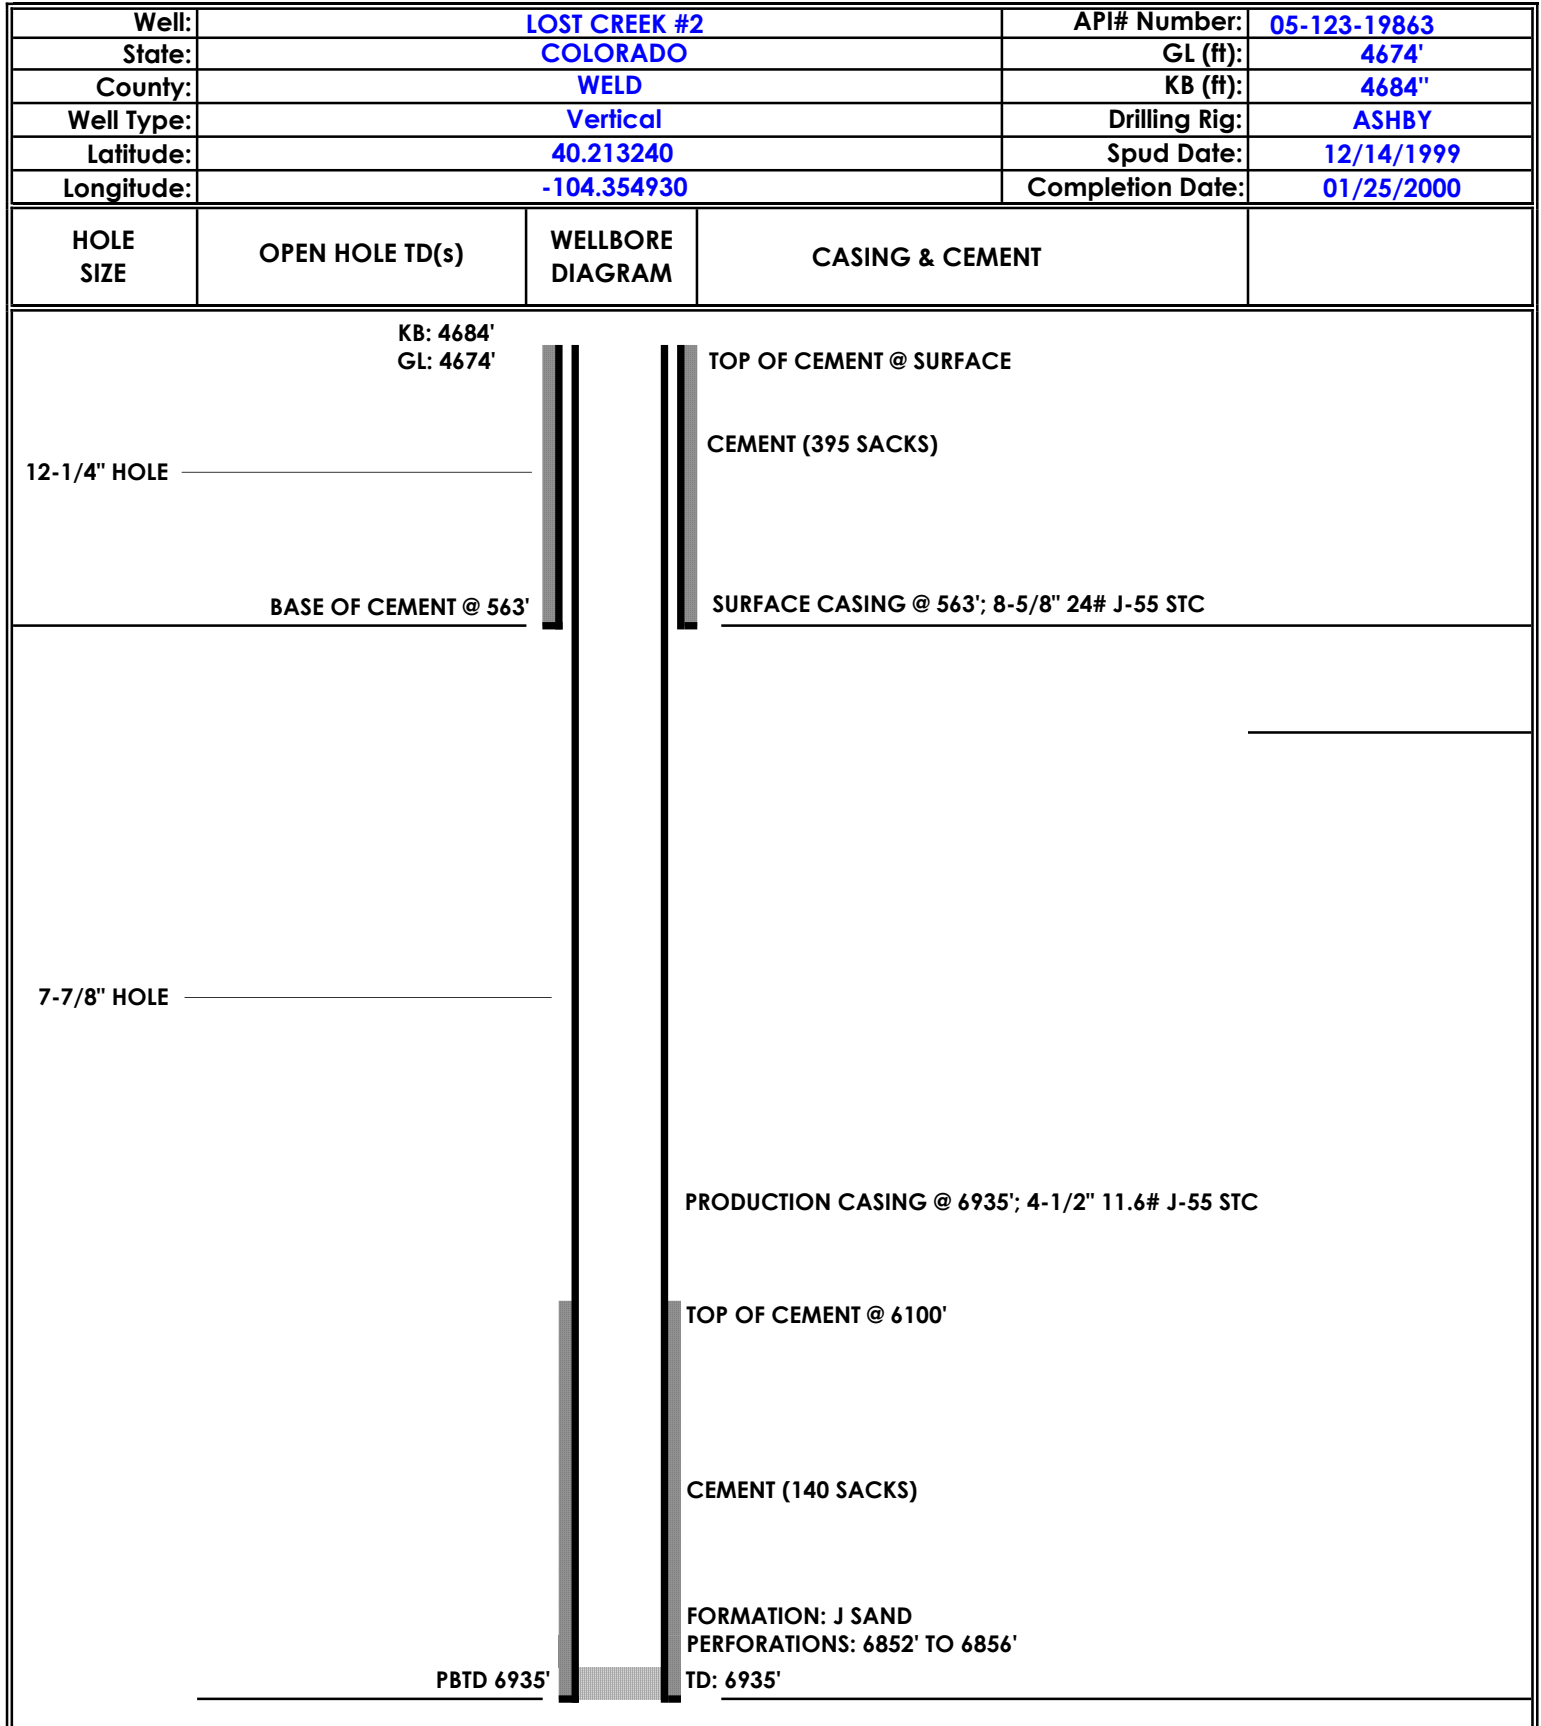 Well: LOST CREEK #2 API# Number: 05-123-19863
State: COLORADO GL (ft): 4674'
County: WELD KB (ft): 4684"
Well Type: Vertical Drilling Rig: ASHBY
Latitude: 40.213240 Spud Date: 12/14/1999
Longitude: -104.354930 Completion Date: 01/25/2000
HOLE
SIZE
OPEN HOLE TD(s)
WELLBORE
DIAGRAM
CASING & CEMENT
KB: 4684'
GL: 4674'
TOP OF CEMENT @ SURFACE
CEMENT (395 SACKS)
12-1/4" HOLE
BASE OF CEMENT @ 563'
SURFACE CASING @ 563'; 8-5/8" 24# J-55 STC
7-7/8" HOLE
PRODUCTION CASING @ 6935'; 4-1/2" 11.6# J-55 STC
TOP OF CEMENT @ 6100'
CEMENT (140 SACKS)
FORMATION: J SAND
PERFORATIONS: 6852' TO 6856'
PBTD 6935'
TD: 6935'